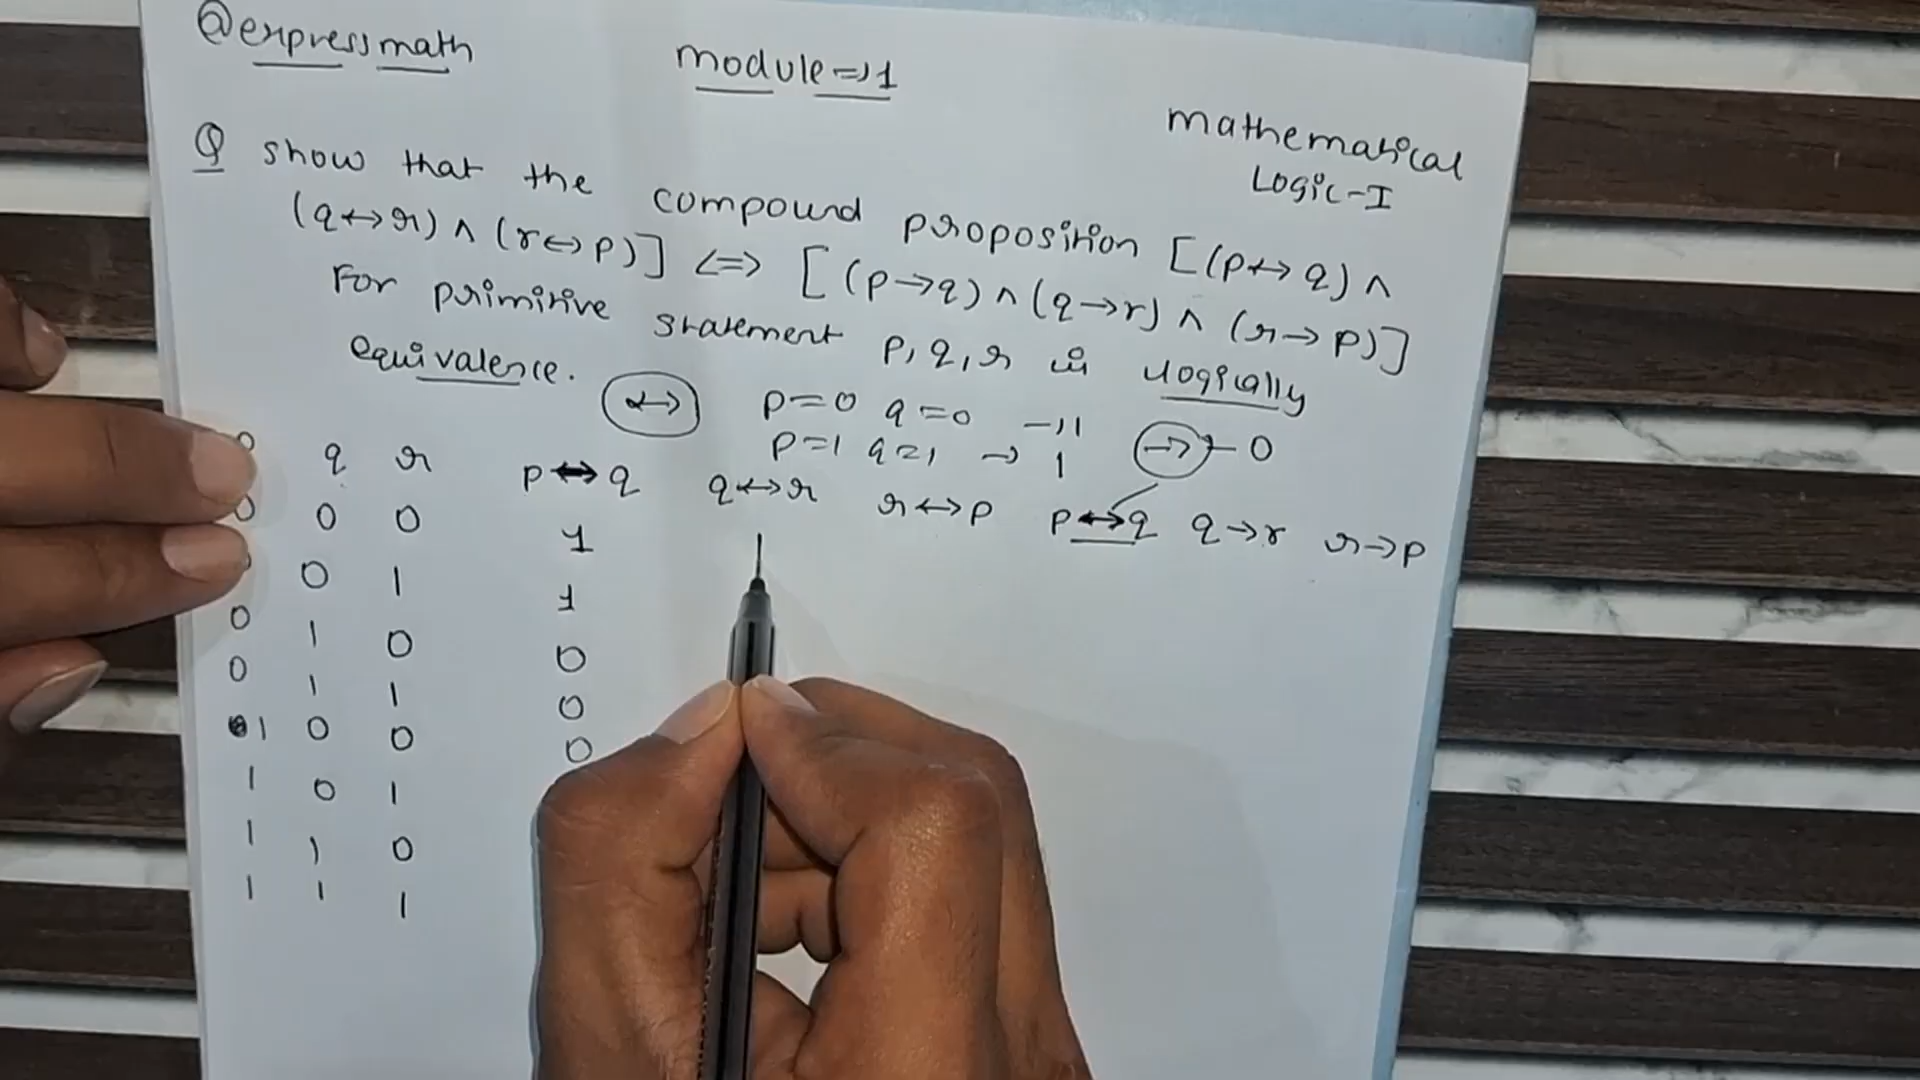 @expressmath
module⇒1
mathematical
Logic-I
Q show that the compound proposition [(p↔q) ∧
(q↔r) ∧ (r↔p)] <=> [(p→q) ∧ (q→r) ∧ (r→p)]
For primitive statement p, q, r is logically
equivalence.
↔ p=0 q=0 →1
p=1 q=1 → 1
→ 0
q r p↔q q↔r r↔p p↔q q→r r→p
0 0 0 1
0 1 1
0 1 0 0
0 1 1 0
1 0 0 0
1 0 1
1 1 0
1 1 1